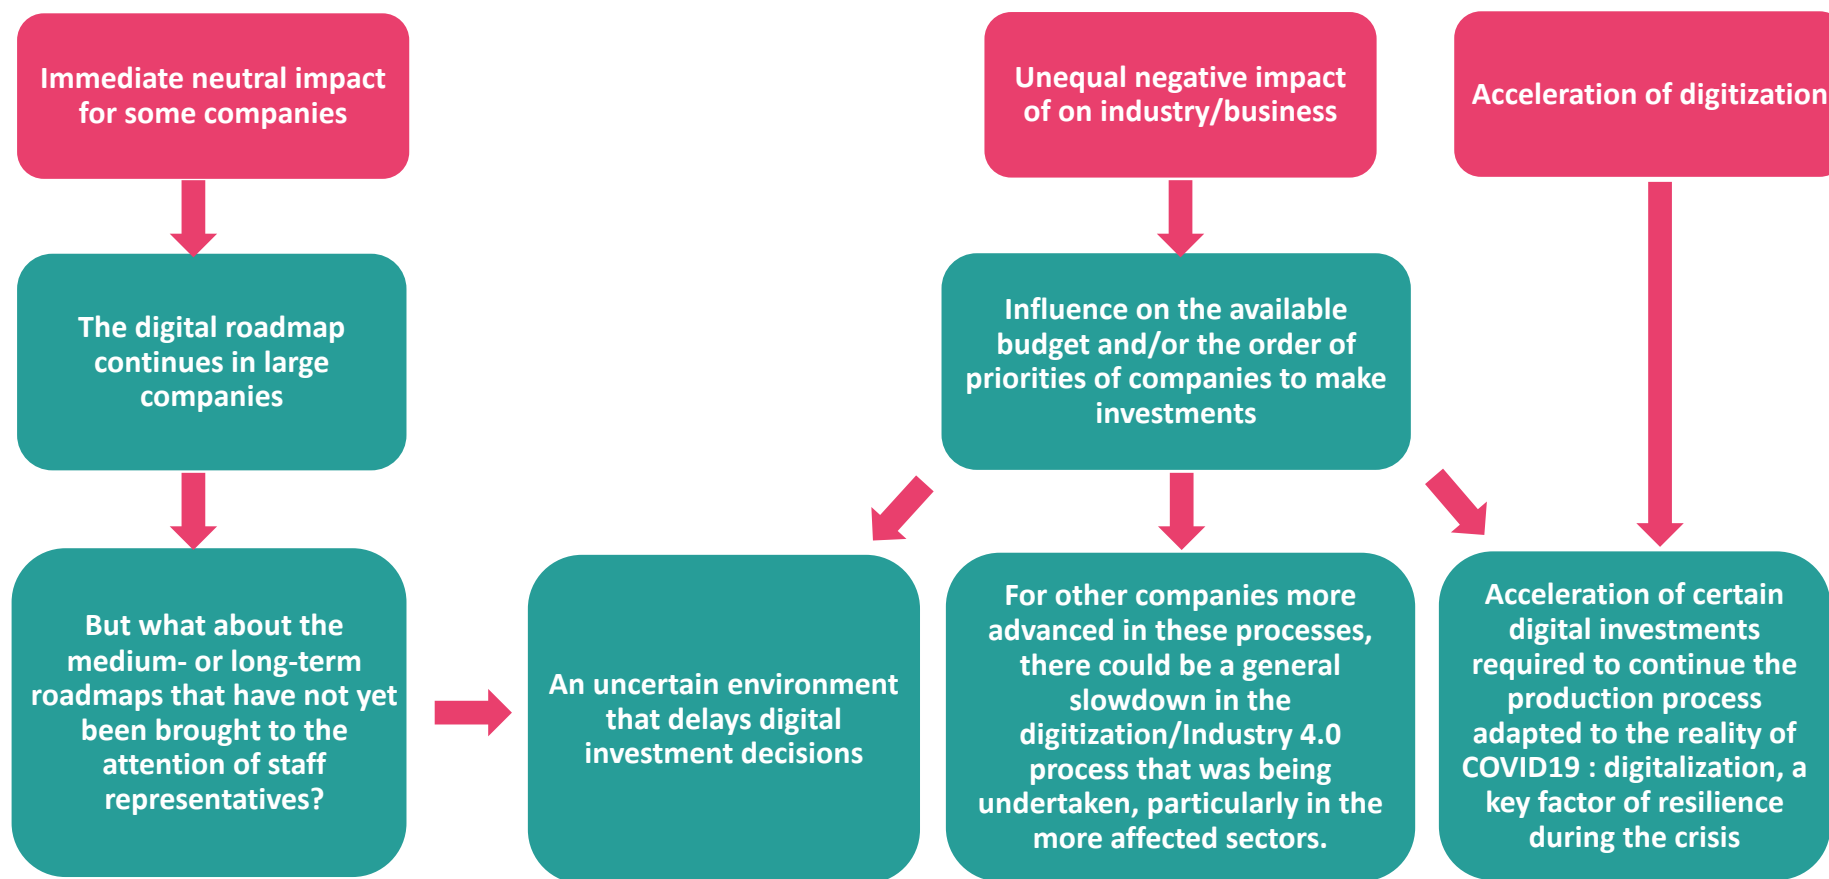 Immediate neutral impact
for some companies
Unequal negative impact
of on industry/business
Acceleration of digitization
The digital roadmap
continues in large
companies
Influence on the available
budget and/or the order of
priorities of companies to make
investments
But what about the
medium- or long-term
roadmaps that have not yet
been brought to the
attention of staff
representatives?
An uncertain environment
that delays digital
investment decisions
For other companies more
advanced in these processes,
there could be a general
slowdown in the
digitization/Industry 4.0
process that was being
undertaken, particularly in the
more affected sectors.
Acceleration of certain
digital investments
required to continue the
production process
adapted to the reality of
COVID19 : digitalization, a
key factor of resilience
during the crisis